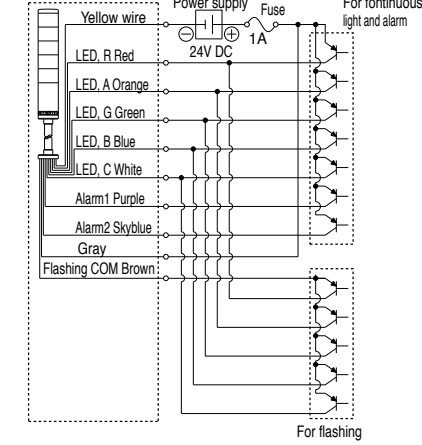 Power supply
Fuse
For fontinuous
light and alarm
Yellow wire
24V DC
1A
LED, R Red
LED, A Orange
LED, G Green
LED, B Blue
LED, C White
Alarm1 Purple
Alarm2 Skyblue
Gray
Flashing COM Brown
For flashing